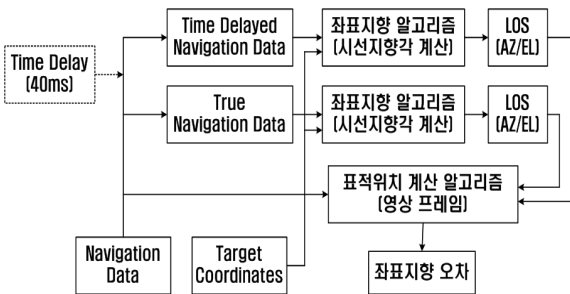 Time Delay
(40ms)
Time Delayed
Navigation Data
좌표지향 알고리즘
(시선지향각 계산)
LOS
(AZ/EL)
True
Navigation Data
좌표지향 알고리즘
(시선지향각 계산)
LOS
(AZ/EL)
표적위치 계산 알고리즘
(영상 프레임)
Navigation
Data
Target
Coordinates
좌표지향 오차